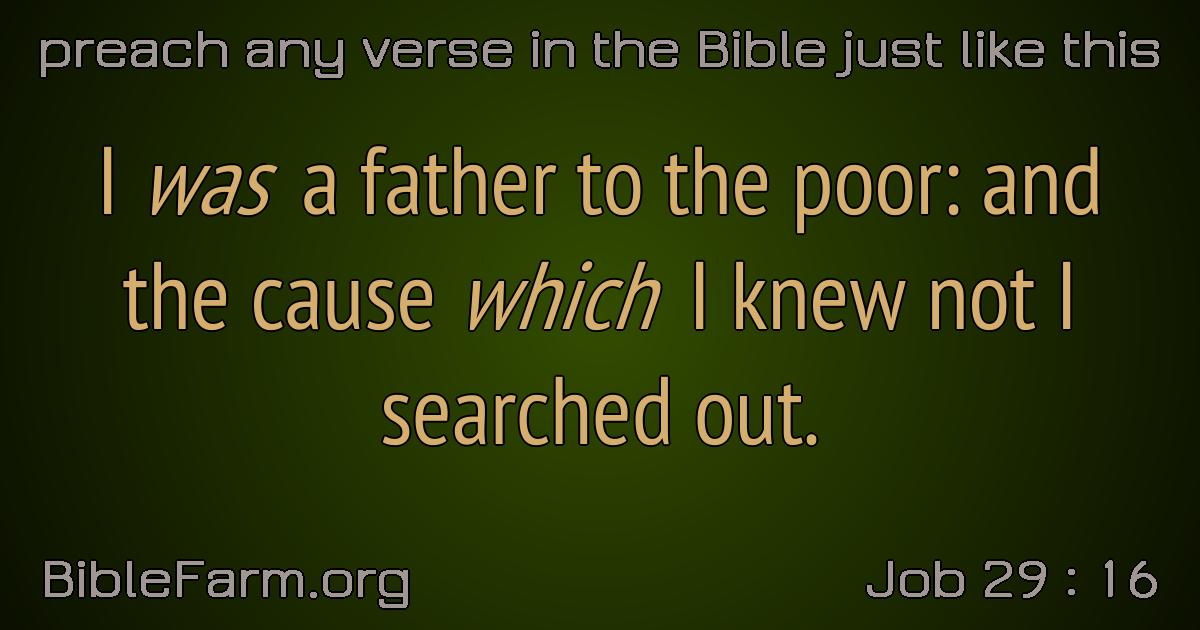 preach any verse in the Bible just like this
I was a father to the poor: and
the cause which I knew not I
searched out.
BibleFarm.org
Job 29 : 16